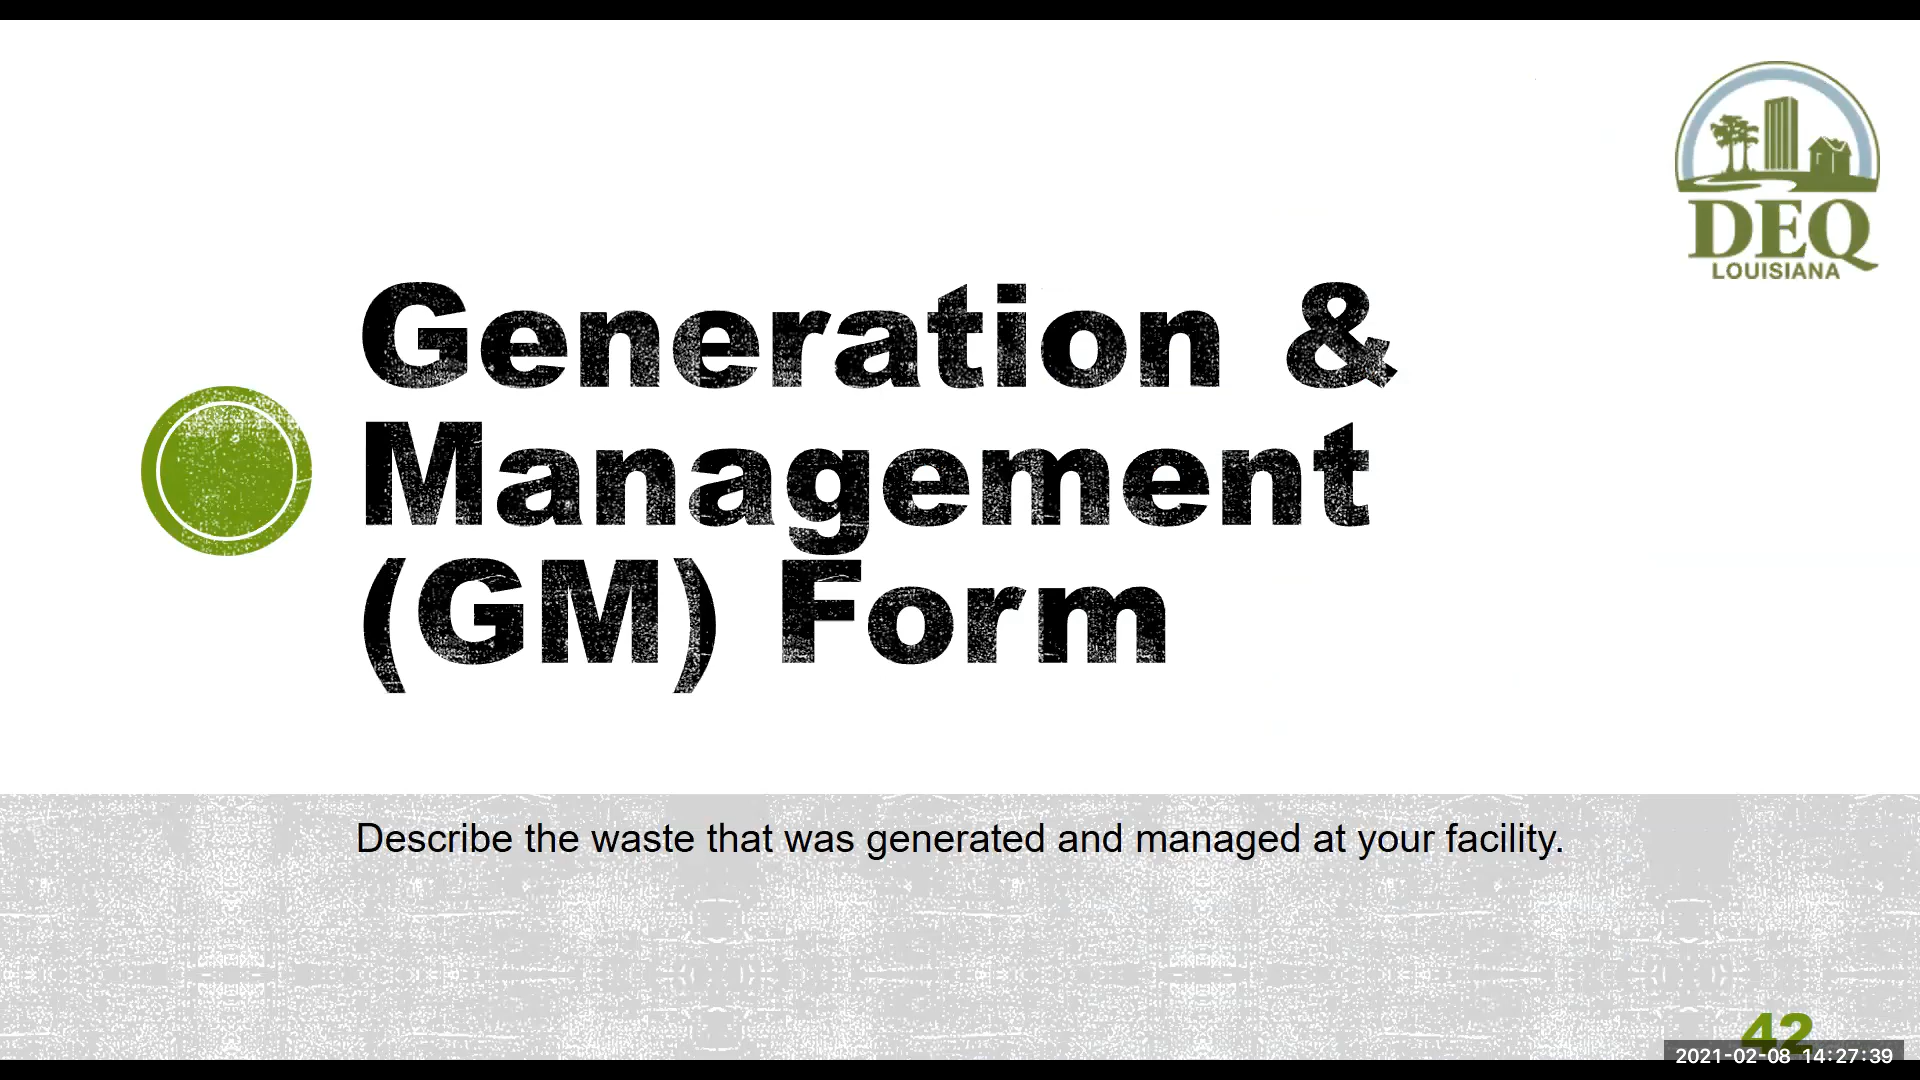 DEQ
LOUISIANA
Generation &
Management
(GM) Form
Describe the waste that was generated and managed at your facility.
42
2021-02-08 14:27:39